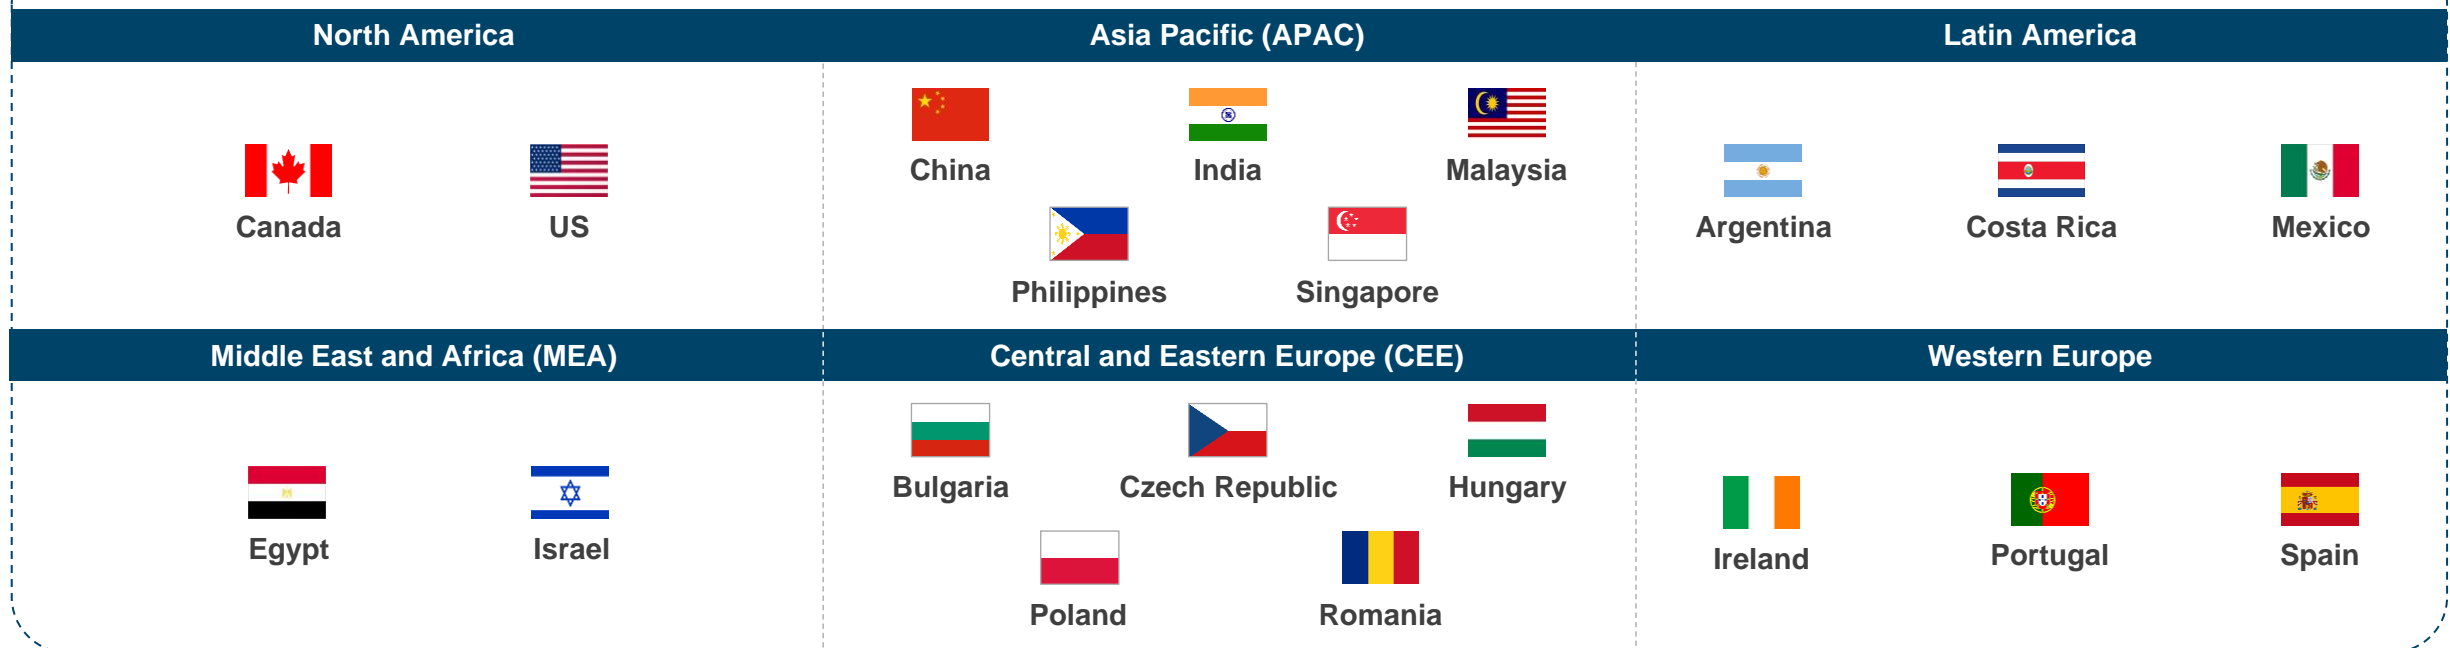 North America
Asia Pacific (APAC)
Latin America
Canada
US
China
India
Malaysia
Philippines
Singapore
Argentina
Costa Rica
Mexico
Middle East and Africa (MEA)
Central and Eastern Europe (CEE)
Western Europe
Egypt
Israel
Bulgaria
Czech Republic
Hungary
Poland
Romania
Ireland
Portugal
Spain